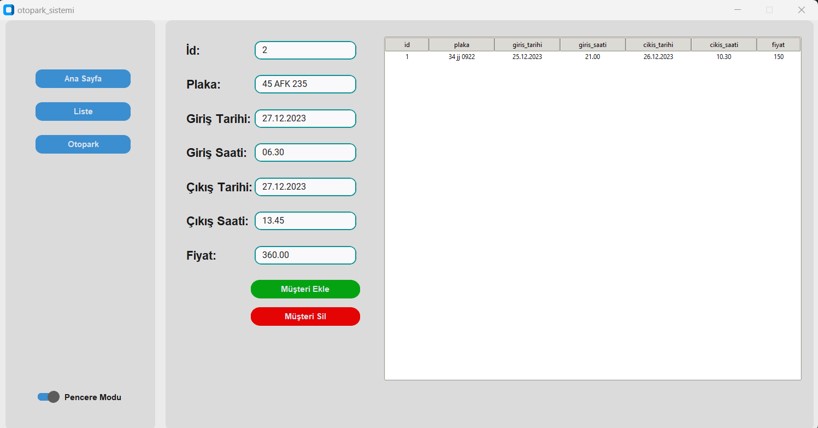 otopark_sistemi
Ana Sayfa
Liste
Otopark
Pencere Modu
İd: 2
Plaka: 45 AFK 235
Giriş Tarihi: 27.12.2023
Giriş Saati: 06.30
Çıkış Tarihi: 27.12.2023
Çıkış Saati: 13.45
Fiyat: 360.00
Müşteri Ekle
Müşteri Sil
id plaka giris_tarihi giris_saati cikis_tarihi cikis_saati fiyat
1 34 jj 0922 25.12.2023 21.00 26.12.2023 10.30 150